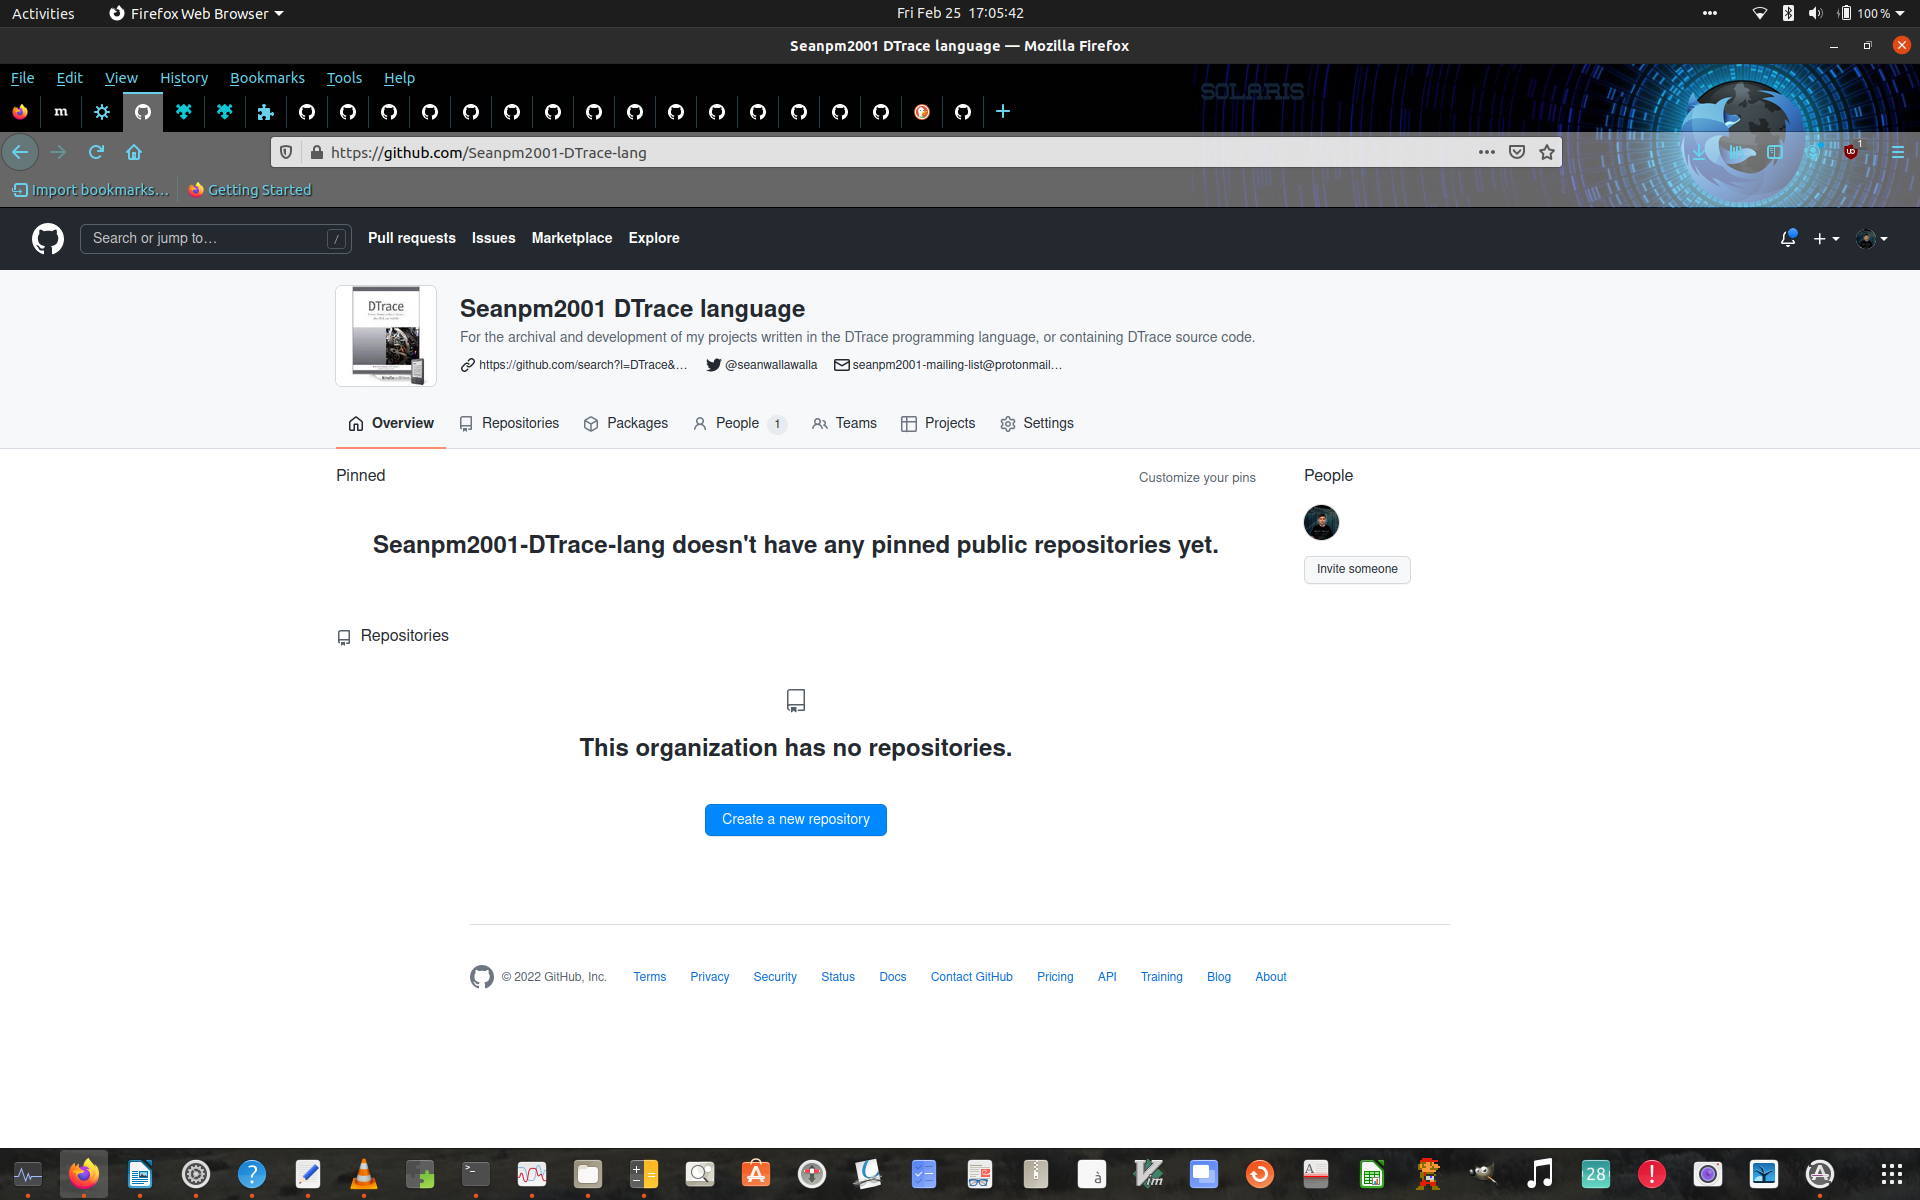 Activities Firefox Web Browser Fri Feb 25 17:05:42 100 %
Seanpm2001 DTrace language — Mozilla Firefox
File Edit View History Bookmarks Tools Help
SOLARIS
m
https://github.com/Seanpm2001-DTrace-lang 1
Import bookmarks... Getting Started
Search or jump to... / Pull requests Issues Marketplace Explore
DTrace
Seanpm2001 DTrace language
For the archival and development of my projects written in the DTrace programming language, or containing DTrace source code.
https://github.com/search?l=DTrace&... @seanwallawalla seanpm2001-mailing-list@protonmail...
Overview Repositories Packages People 1 Teams Projects Settings
Pinned Customize your pins People
Seanpm2001-DTrace-lang doesn't have any pinned public repositories yet.
Invite someone
Repositories
This organization has no repositories.
Create a new repository
© 2022 GitHub, Inc. Terms Privacy Security Status Docs Contact GitHub Pricing API Training Blog About
28